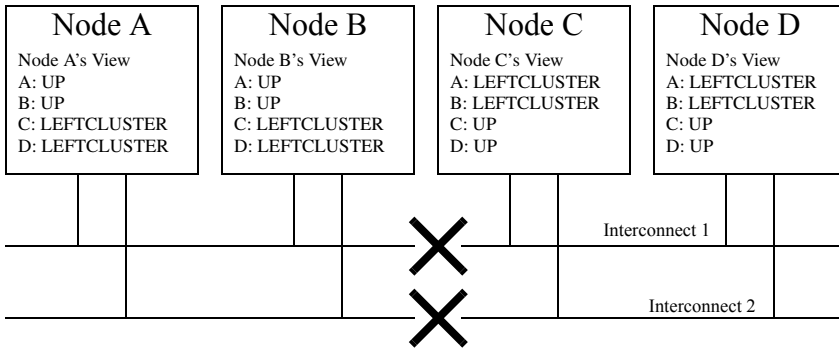 Node A
Node A's View
A: UP
B: UP
C: LEFTCLUSTER
D: LEFTCLUSTER
Node B
Node B's View
A: UP
B: UP
C: LEFTCLUSTER
D: LEFTCLUSTER
Node C
Node C's View
A: LEFTCLUSTER
B: LEFTCLUSTER
C: UP
D: UP
Node D
Node D's View
A: LEFTCLUSTER
B: LEFTCLUSTER
C: UP
D: UP
Interconnect 1
Interconnect 2